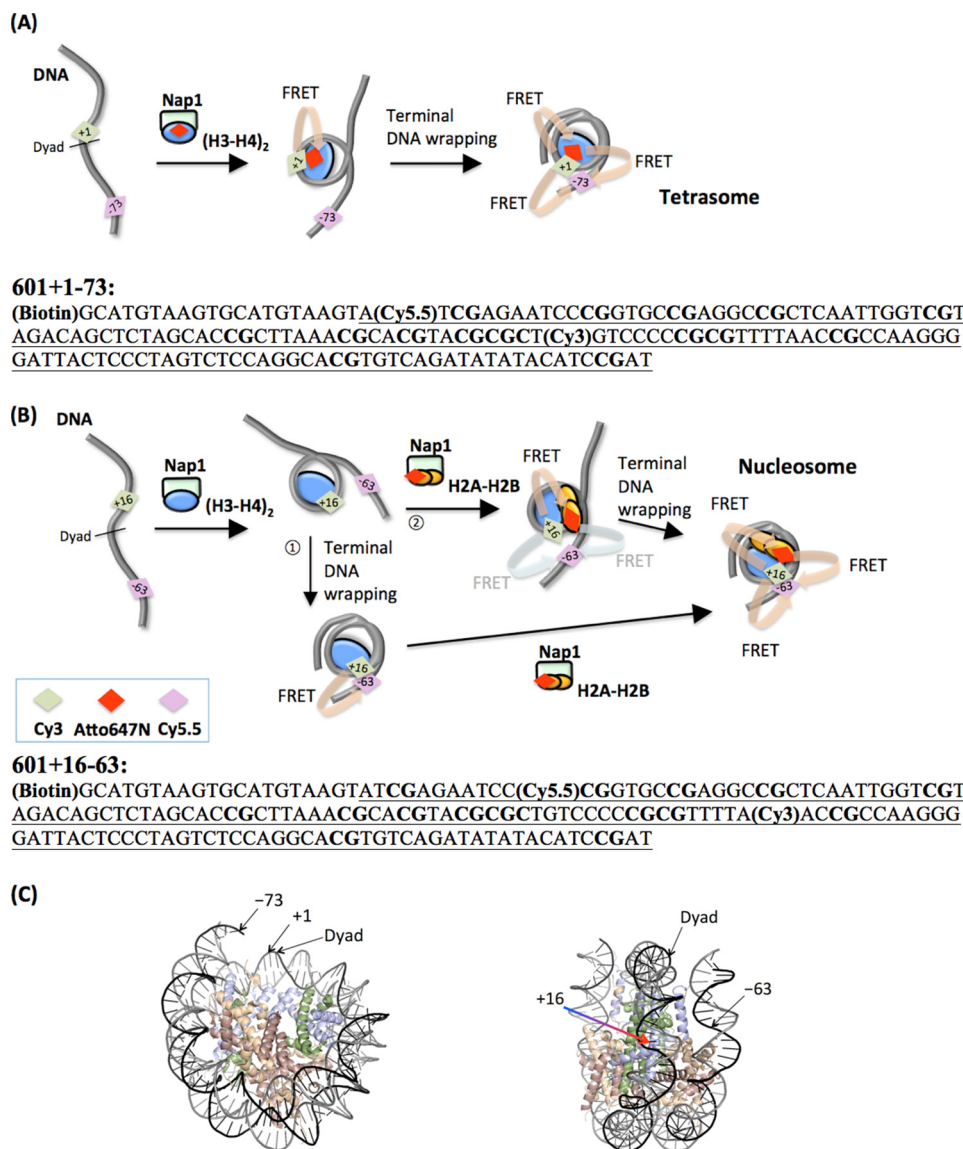 (A)
DNA
Nap1
FRET
+1
Dyad
(H3-H4)2
Terminal
DNA wrapping
FRET
+1
+1
FRET
-73
-73
-73
FRET
Tetrasome
601+1-73:
(Biotin)GCATGTAAGTGCATGTAAGTA(Cy5.5)TCGAGAATCCCGGTGCCGAGGCCGCTCAATTGGTCGT
AGACAGCTCTAGCACCGCTTAAACGCACGTACGCGCT(Cy3)GTCCCCCGCGTTTTAACCGCCAAGGG
GATTACTCCCTAGTCTCCAGGCACGTGTCAGATATATACATCCGAT
(B)
DNA
Nap1
(H3-H4)2
+16
Dyad
-63
+16
-63
Nap1
H2A-H2B
②
FRET
+16
-63
FRET
FRET
Terminal
DNA
wrapping
Nucleosome
FRET
+16
-63
FRET
FRET
①
Terminal
DNA
wrapping
+16
-63
FRET
Nap1
H2A-H2B
Cy3 Atto647N Cy5.5
601+16-63:
(Biotin)GCATGTAAGTGCATGTAAGTATCGAGAATCC(Cy5.5)CGGTGCCGAGGCCGCTCAATTGGTCGT
AGACAGCTCTAGCACCGCTTAAACGCACGTACGCGCTGTCCCCCGCGTTTTA(Cy3)ACCGCCAAGGG
GATTACTCCCTAGTCTCCAGGCACGTGTCAGATATATACATCCGAT
(C)
−73
+1
Dyad
Dyad
+16
−63